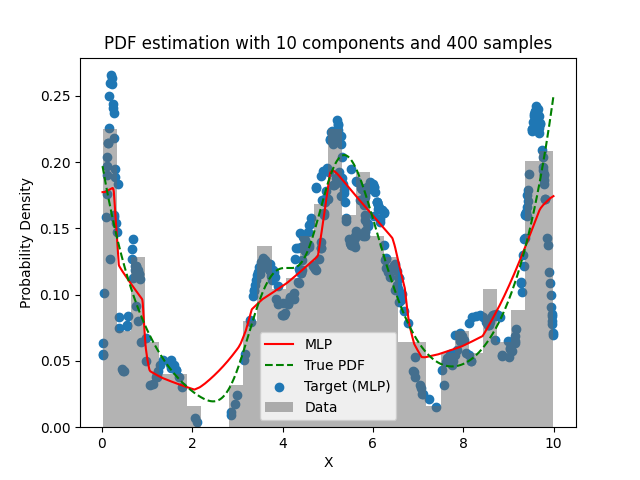 PDF estimation with 10 components and 400 samples
Probability Density
0.25
0.20
0.15
0.10
0.05
0.00
MLP
True PDF
Target (MLP)
Data
0 2 4 6 8 10
X